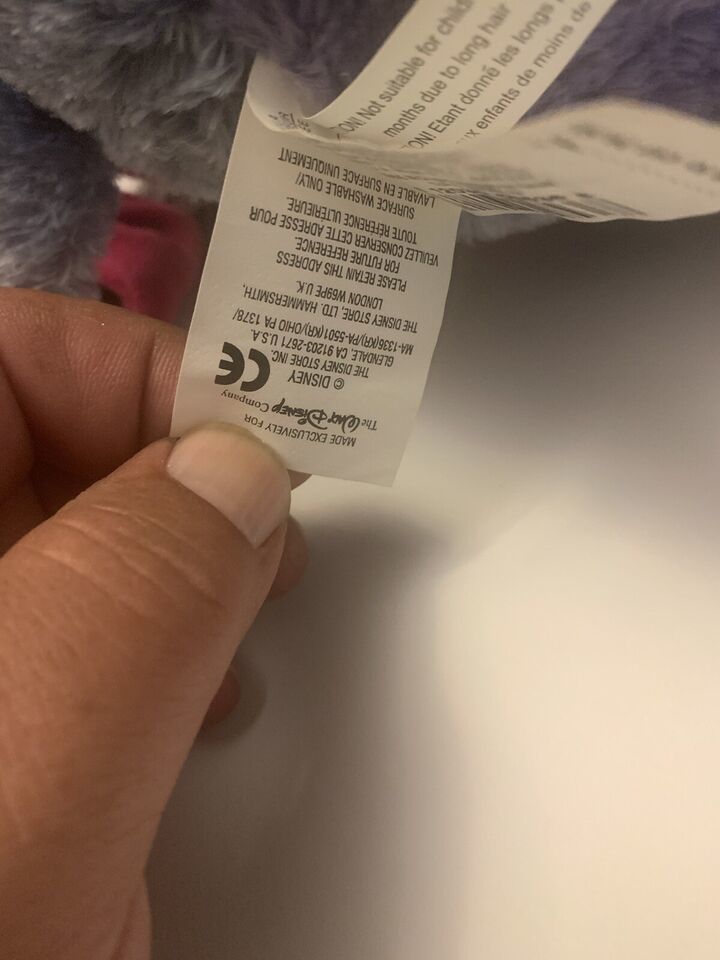 MADE EXCLUSIVELY FOR
The Walt Disney Company
© DISNEY
THE DISNEY STORE INC.
GLENDALE, CA 91203-2671 U.S.A.
MA-1336(KR)/PA-5501(KR)/OHIO PA 1378/
THE DISNEY STORE, LTD. HAMMERSMITH,
LONDON W69PE U.K.
PLEASE RETAIN THIS ADDRESS
FOR FUTURE REFERENCE.
VEUILLEZ CONSERVER CETTE ADRESSE POUR
TOUTE REFERENCE ULTERIEURE.
SURFACE WASHABLE ONLY/
LAVABLE EN SURFACE UNIQUEMENT
CE
ON! Not suitable for child
months due to long hair
ON! Etant donné les longs
ux enfants de moins de